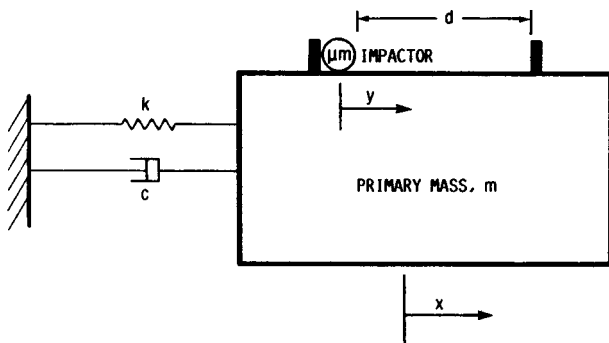 d
μm IMPACTOR
k
y
c
PRIMARY MASS, m
x